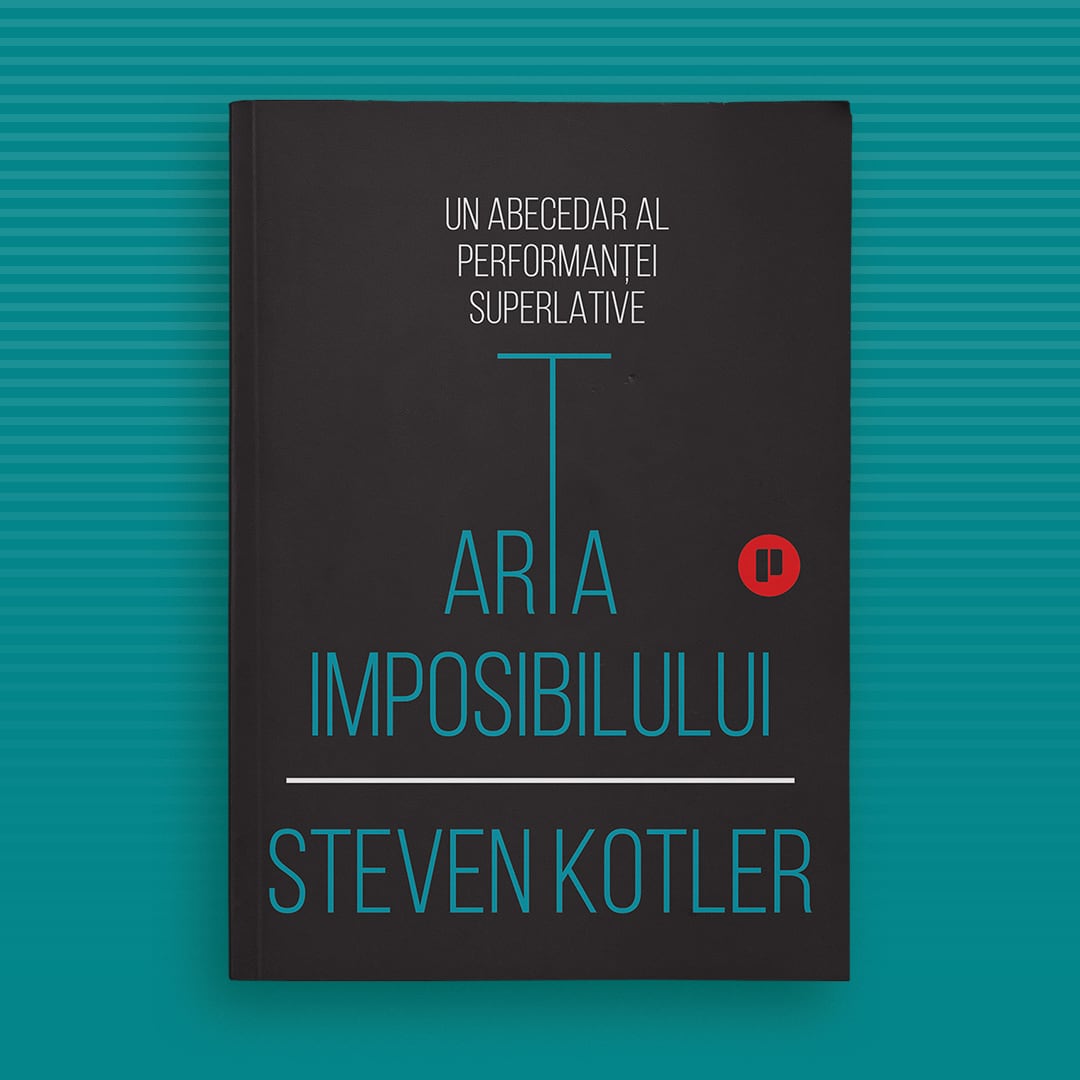 UN ABECEDAR AL
PERFORMANȚEI
SUPERLATIVE
ARTA
IMPOSIBILULUI
STEVEN KOTLER